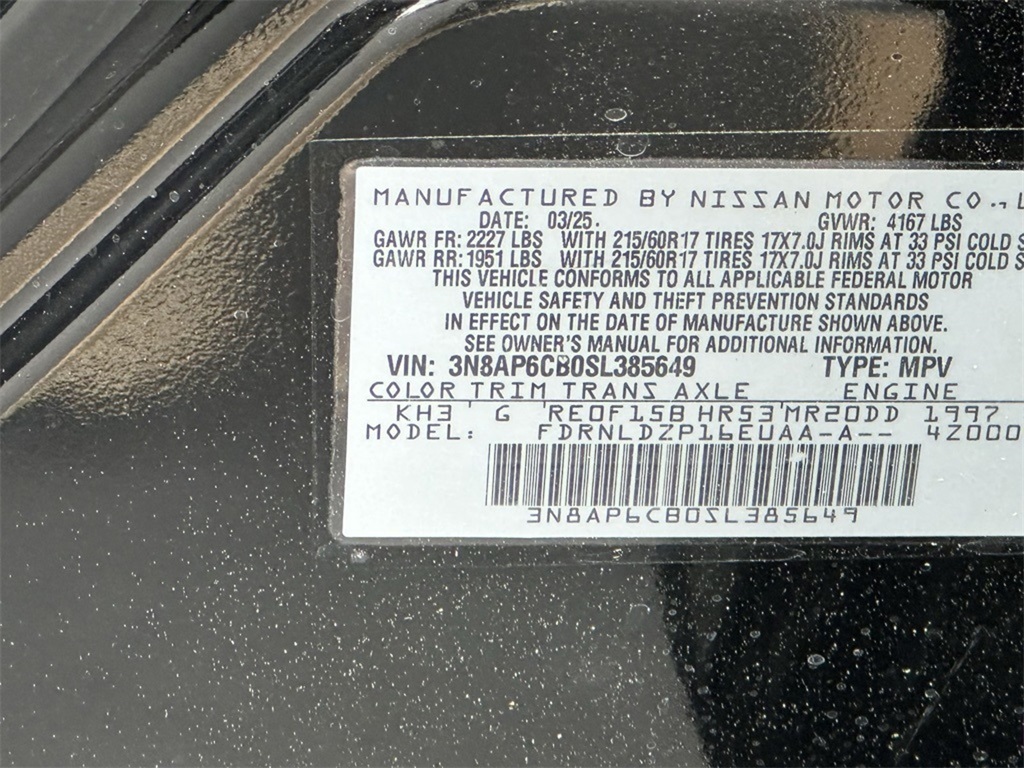 MANUFACTURED BY NISSAN MOTOR CO.,
DATE: 03/25. GVWR: 4167 LBS
GAWR FR: 2227 LBS WITH 215/60R17 TIRES 17X7.0J RIMS AT 33 PSI COLD
GAWR RR: 1951 LBS WITH 215/60R17 TIRES 17X7.0J RIMS AT 33 PSI COLD
THIS VEHICLE CONFORMS TO ALL APPLICABLE FEDERAL MOTOR
VEHICLE SAFETY AND THEFT PREVENTION STANDARDS
IN EFFECT ON THE DATE OF MANUFACTURE SHOWN ABOVE.
SEE OWNER'S MANUAL FOR ADDITIONAL INFORMATION.
VIN: 3N8AP6CB0SL385649 TYPE: MPV
COLOR TRIM TRANS AXLE ENGINE
KH3 G RE0F15B HR53 MR20DD 1997
MODEL: FDRNLDZP16EUAA-A-- 4Z000
3N8AP6CB0SL385649